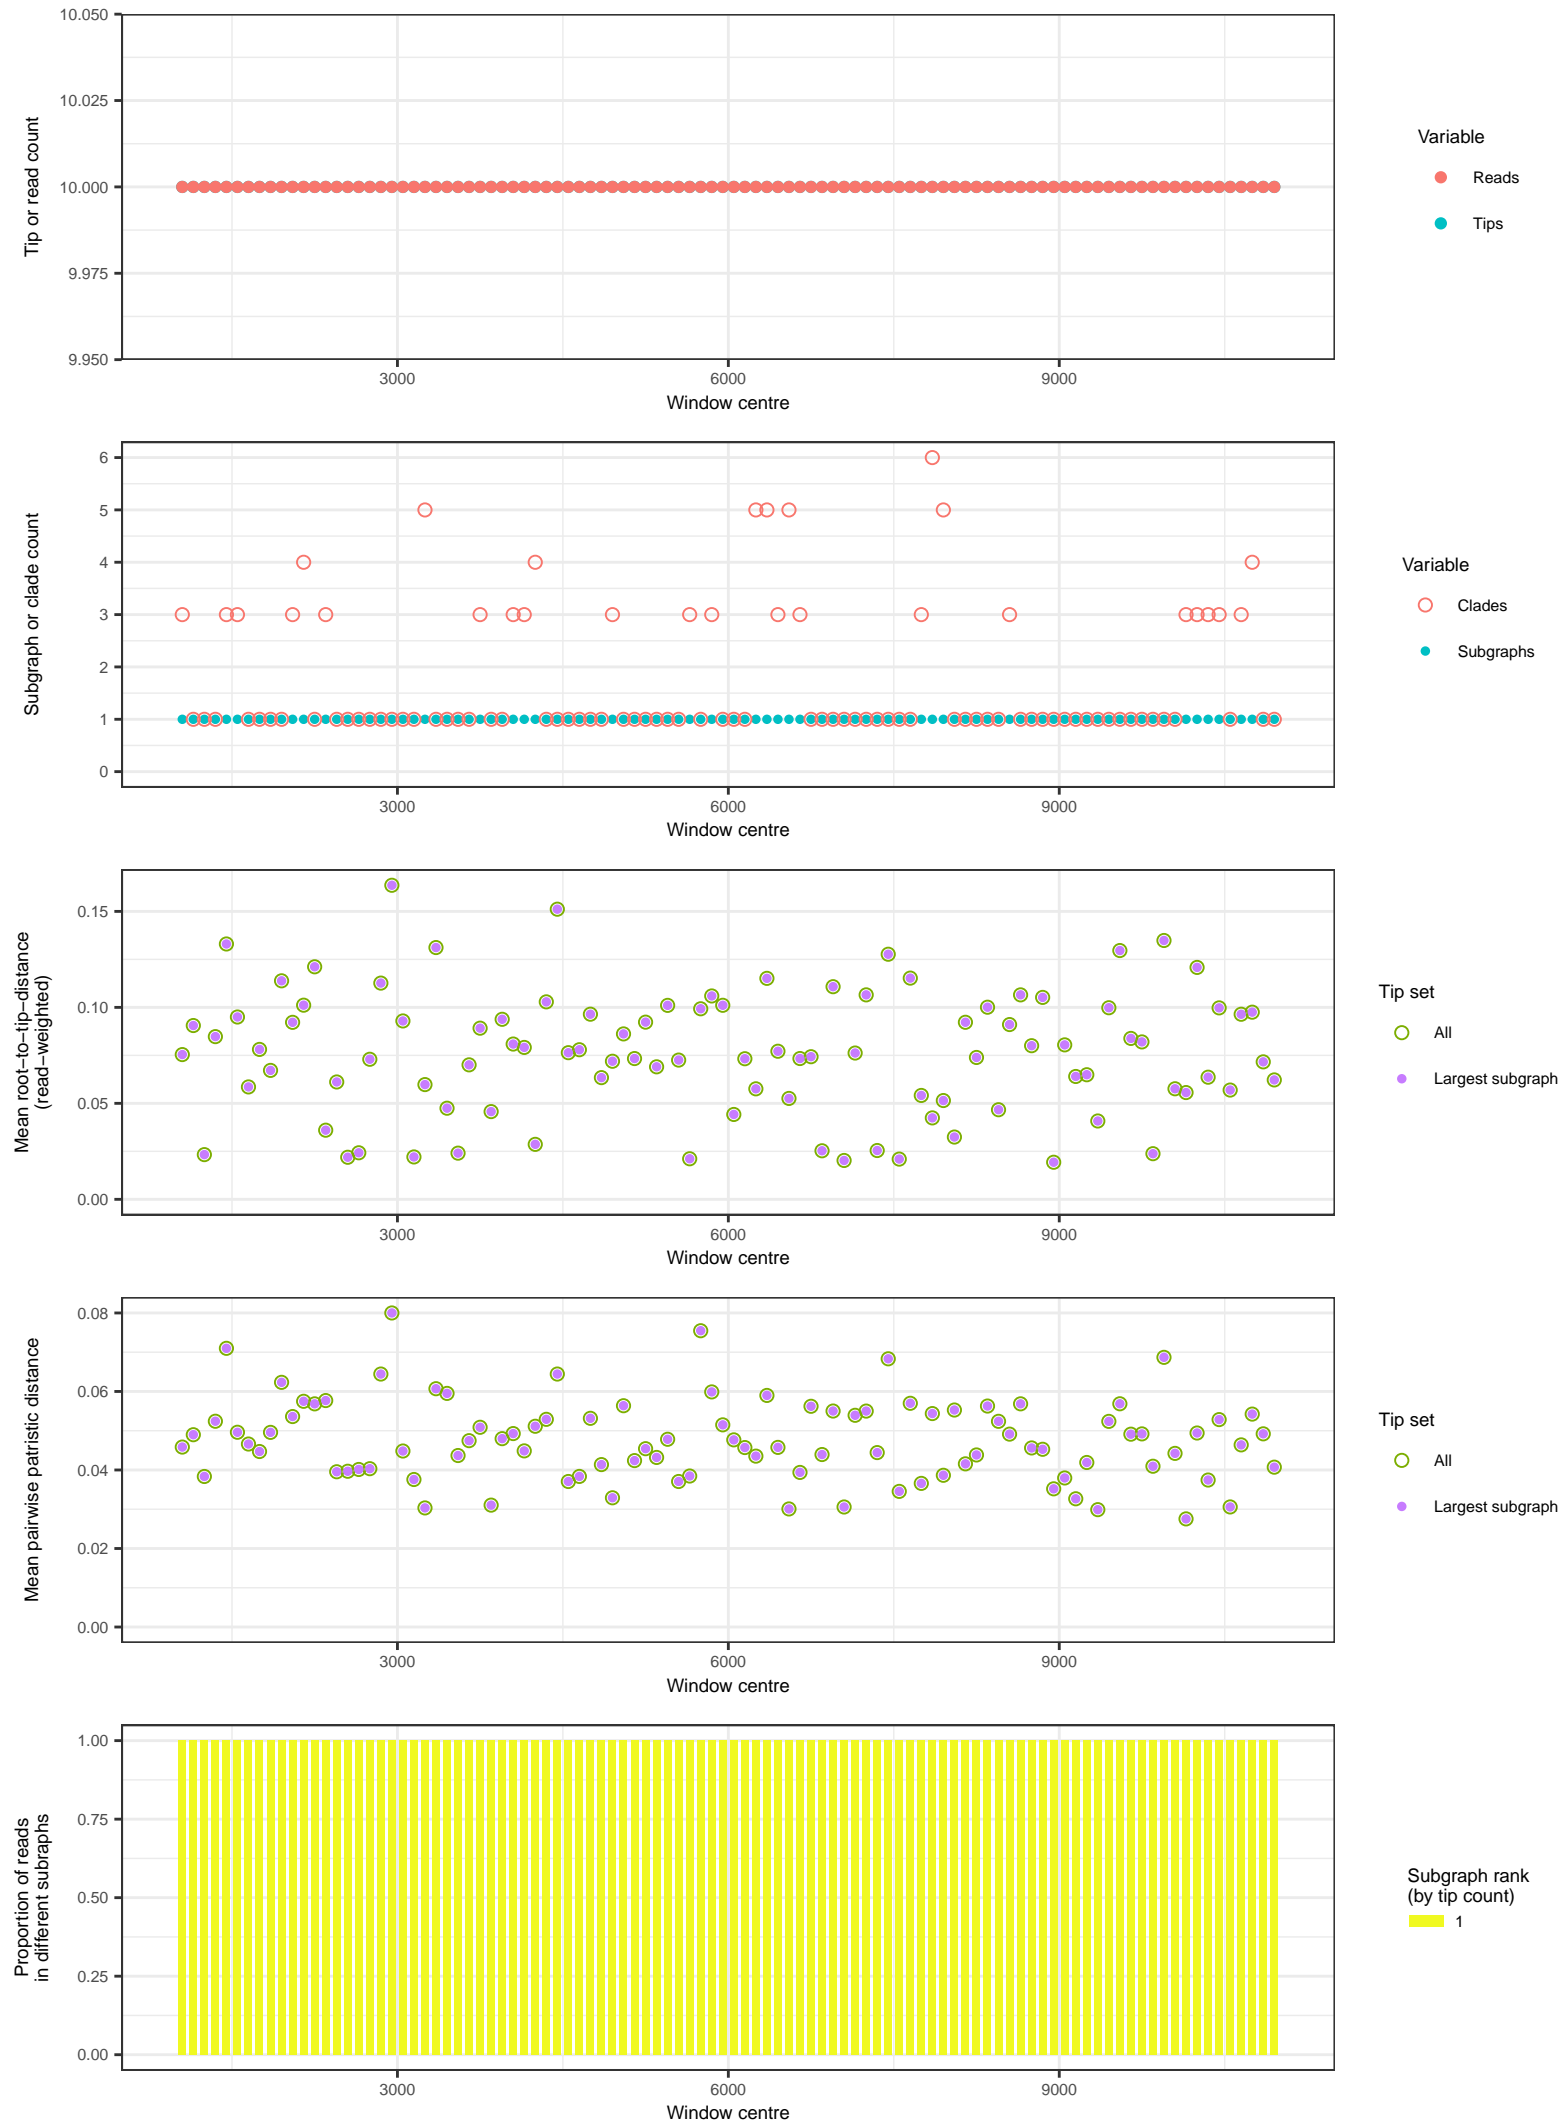 10.050
10.025
10.000
9.975
9.950
Tip or read count
3000
6000
9000
Window centre
Variable
Reads
Tips
6
5
4
3
2
1
0
Subgraph or clade count
3000
6000
9000
Window centre
Variable
Clades
Subgraphs
0.15
0.10
0.05
0.00
Mean root−to−tip−distance
(read−weighted)
3000
6000
9000
Window centre
Tip set
All
Largest subgraph
0.08
0.06
0.04
0.02
0.00
Mean pairwise patristic distance
3000
6000
9000
Window centre
Tip set
All
Largest subgraph
1.00
0.75
0.50
0.25
0.00
Proportion of reads
in different subraphs
3000
6000
9000
Window centre
Subgraph rank
(by tip count)
1